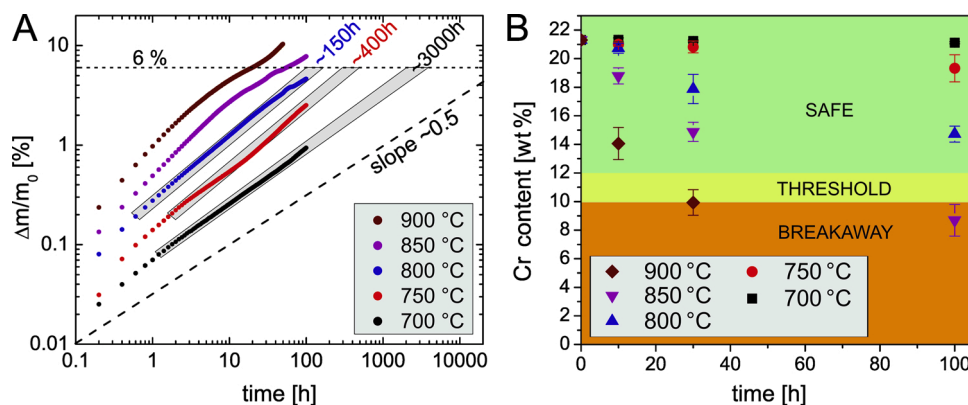 A
Δm/m₀ [%]
10
1
0.1
0.01
6 %
~150h
~400h
~3000h
slope~0.5
900 °C
850 °C
800 °C
750 °C
700 °C
0.1
1
10
100
1000
10000
time [h]
B
Cr content [wt %]
22
20
18
16
14
12
10
8
6
4
2
0
SAFE
THRESHOLD
BREAKAWAY
900 °C
750 °C
850 °C
700 °C
800 °C
0
20
40
60
80
100
time [h]